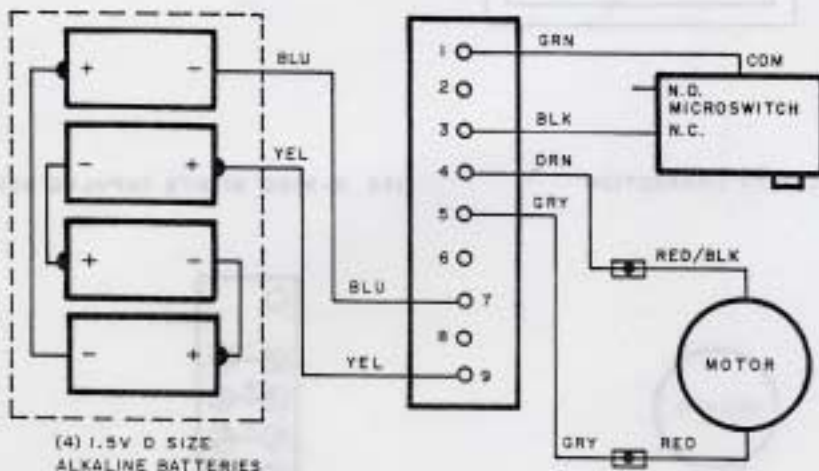 + -
- +
+ -
- +
(4) 1.5V D SIZE
ALKALINE BATTERIES
BLU
YEL
BLU
YEL
1
2
3
4
5
6
7
8
9
GRN
BLK
ORN
GRY
COM
N.O.
MICROSWITCH
N.C.
RED/BLK
MOTOR
GRY
RED